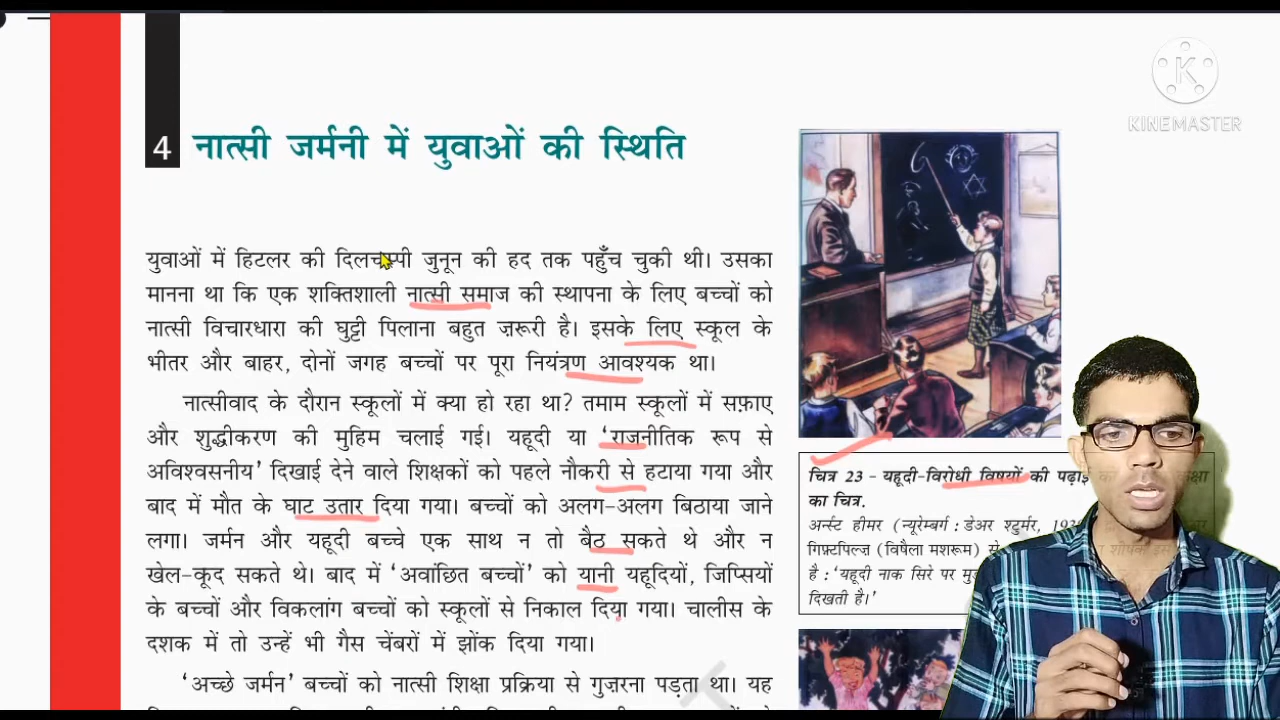 4 नात्सी जर्मनी में युवाओं की स्थिति
KINEMASTER
युवाओं में हिटलर की दिलचस्पी जुनून की हद तक पहुँच चुकी थी। उसका
मानना था कि एक शक्तिशाली नात्सी समाज की स्थापना के लिए बच्चों को
नात्सी विचारधारा की घुट्टी पिलाना बहुत ज़रूरी है। इसके लिए स्कूल के
भीतर और बाहर, दोनों जगह बच्चों पर पूरा नियंत्रण आवश्यक था।
नात्सीवाद के दौरान स्कूलों में क्या हो रहा था? तमाम स्कूलों में सफ़ाए
और शुद्धीकरण की मुहिम चलाई गई। यहूदी या ‘राजनीतिक रूप से
अविश्वसनीय’ दिखाई देने वाले शिक्षकों को पहले नौकरी से हटाया गया और
बाद में मौत के घाट उतार दिया गया। बच्चों को अलग-अलग बिठाया जाने
लगा। जर्मन और यहूदी बच्चे एक साथ न तो बैठ सकते थे और न
खेल-कूद सकते थे। बाद में ‘अवांछित बच्चों’ को यानी यहूदियों, जिप्सियों
के बच्चों और विकलांग बच्चों को स्कूलों से निकाल दिया गया। चालीस के
दशक में तो उन्हें भी गैस चेंबरों में झोंक दिया गया।
‘अच्छे जर्मन’ बच्चों को नात्सी शिक्षा प्रक्रिया से गुज़रना पड़ता था। यह
चित्र 23 - यहूदी-विरोधी विषयों की पढ़ाई
का चित्र.
अर्न्स्ट हीमर (न्यूरेम्बर्ग : डेअर श्टुर्मर,
गिफ़्टपिल्ज़ (विषैला मशरूम) से
है : ‘यहूदी नाक सिरे पर
दिखती है।’